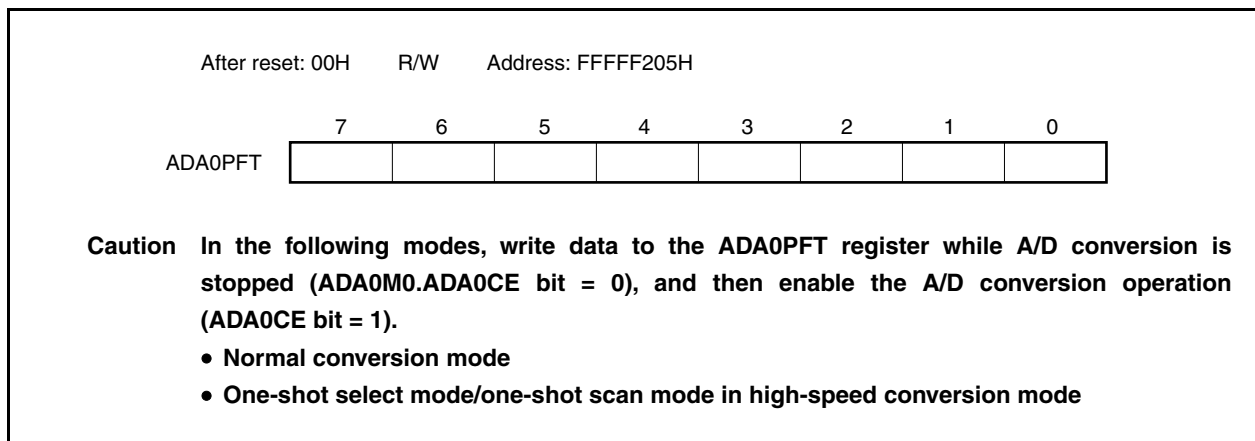 After reset: 00H R/W Address: FFFFF205H
7 6 5 4 3 2 1 0
ADA0PFT
Caution In the following modes, write data to the ADA0PFT register while A/D conversion is
stopped (ADA0M0.ADA0CE bit = 0), and then enable the A/D conversion operation
(ADA0CE bit = 1).
• Normal conversion mode
• One-shot select mode/one-shot scan mode in high-speed conversion mode